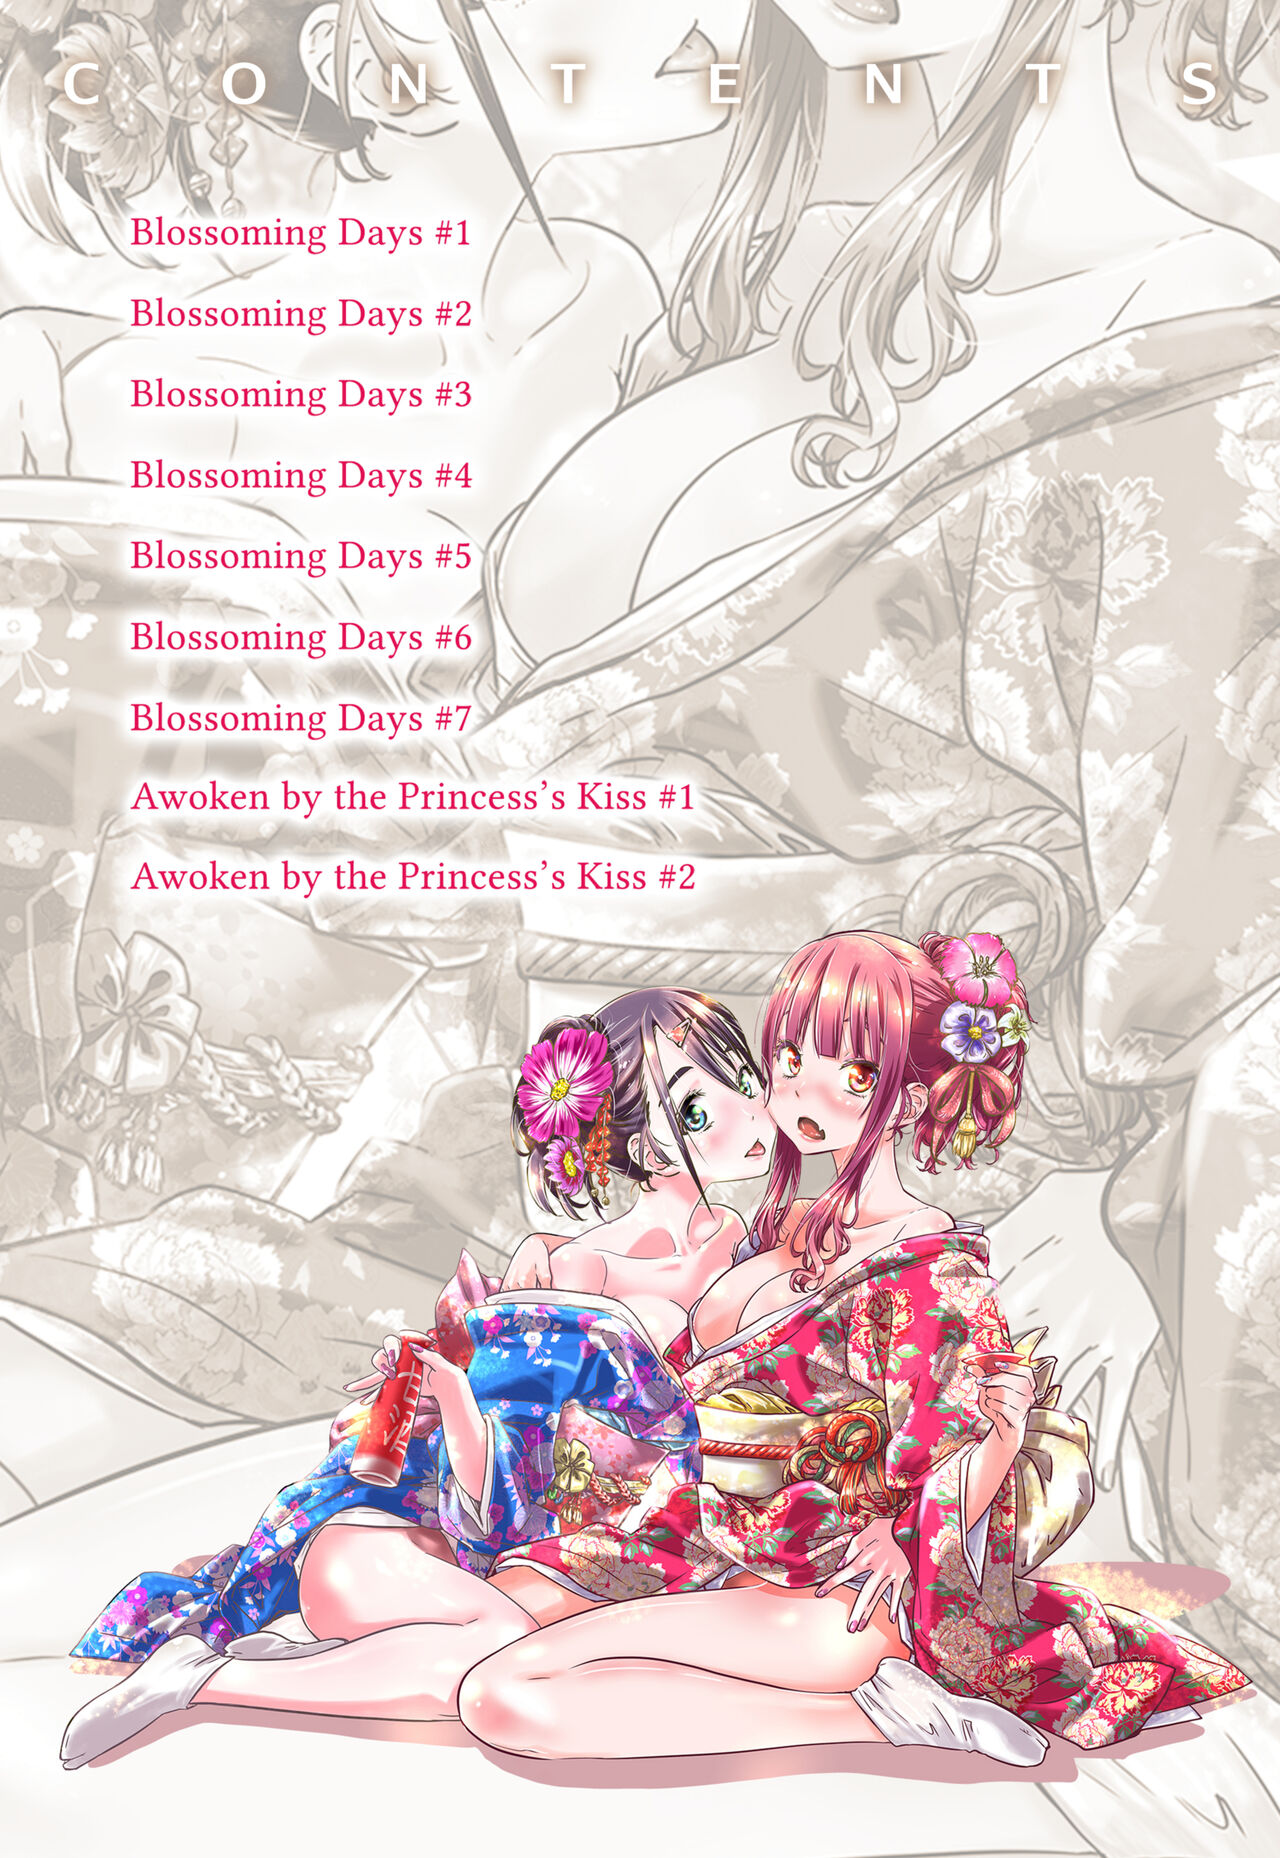 CONTENTS
Blossoming Days #1
Blossoming Days #2
Blossoming Days #3
Blossoming Days #4
Blossoming Days #5
Blossoming Days #6
Blossoming Days #7
Awoken by the Princess’s Kiss #1
Awoken by the Princess’s Kiss #2